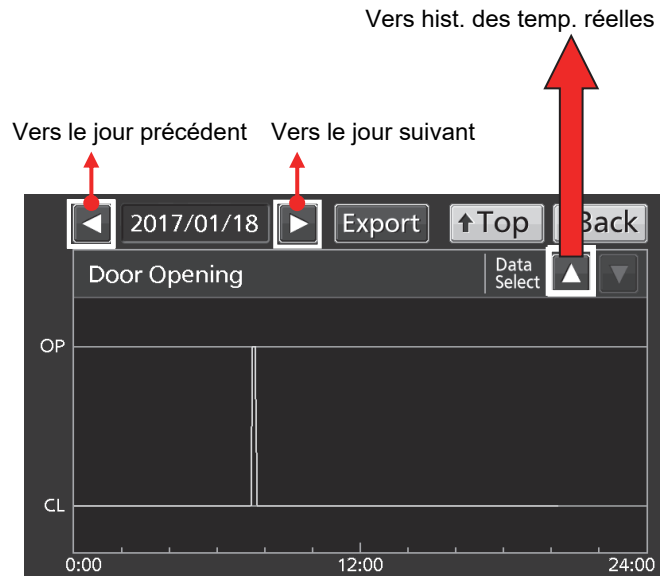 Vers hist. des temp. réelles
Vers le jour précédent Vers le jour suivant
◀ 2017/01/18 ▶ Export ↑Top Back
Door Opening Data Select ▲ ▼
OP
CL
0:00 12:00 24:00